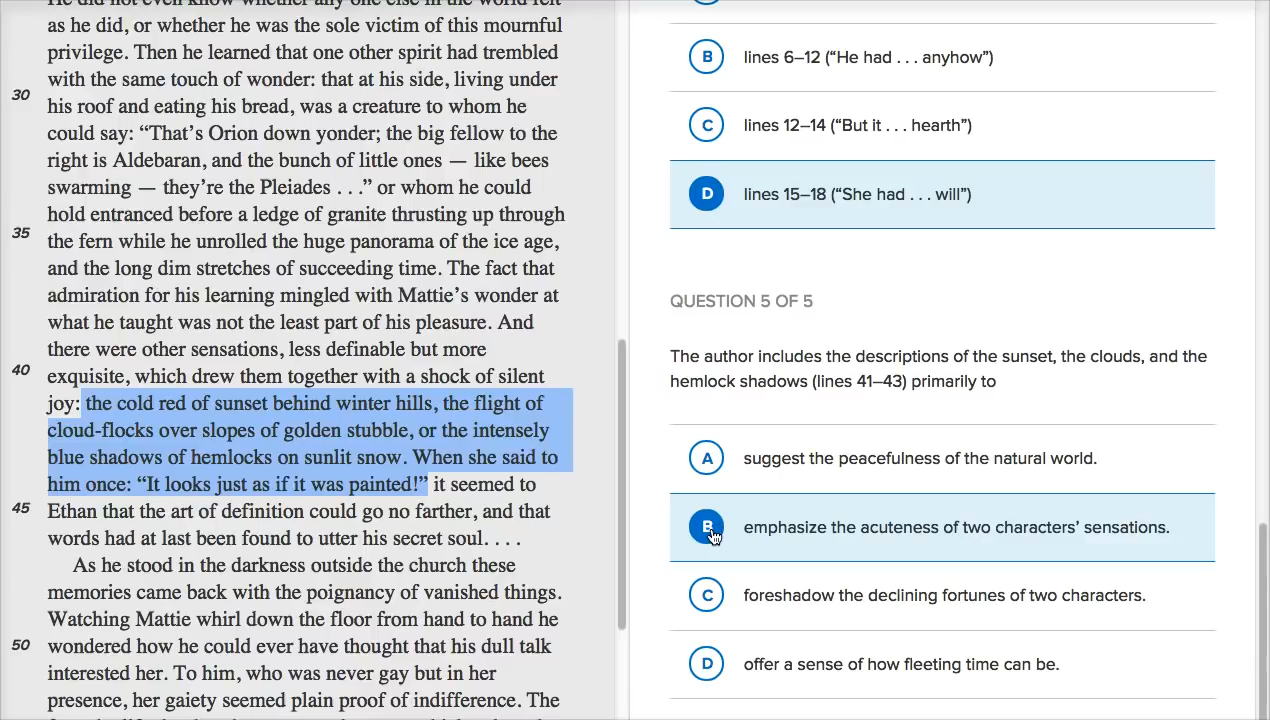 He did not even know whether any one else in the world felt
as he did, or whether he was the sole victim of this mournful
privilege. Then he learned that one other spirit had trembled
with the same touch of wonder: that at his side, living under
30 his roof and eating his bread, was a creature to whom he
could say: “That’s Orion down yonder; the big fellow to the
right is Aldebaran, and the bunch of little ones — like bees
swarming — they’re the Pleiades . . .” or whom he could
hold entranced before a ledge of granite thrusting up through
35 the fern while he unrolled the huge panorama of the ice age,
and the long dim stretches of succeeding time. The fact that
admiration for his learning mingled with Mattie’s wonder at
what he taught was not the least part of his pleasure. And
there were other sensations, less definable but more
40 exquisite, which drew them together with a shock of silent
joy: the cold red of sunset behind winter hills, the flight of
cloud-flocks over slopes of golden stubble, or the intensely
blue shadows of hemlocks on sunlit snow. When she said to
him once: “It looks just as if it was painted!” it seemed to
45 Ethan that the art of definition could go no farther, and that
words had at last been found to utter his secret soul. . . .
As he stood in the darkness outside the church these
memories came back with the poignancy of vanished things.
Watching Mattie whirl down the floor from hand to hand he
50 wondered how he could ever have thought that his dull talk
interested her. To him, who was never gay but in her
presence, her gaiety seemed plain proof of indifference. The
B lines 6–12 (“He had . . . anyhow”)
C lines 12–14 (“But it . . . hearth”)
D lines 15–18 (“She had . . . will”)
QUESTION 5 OF 5
The author includes the descriptions of the sunset, the clouds, and the
hemlock shadows (lines 41–43) primarily to
A suggest the peacefulness of the natural world.
B emphasize the acuteness of two characters’ sensations.
C foreshadow the declining fortunes of two characters.
D offer a sense of how fleeting time can be.